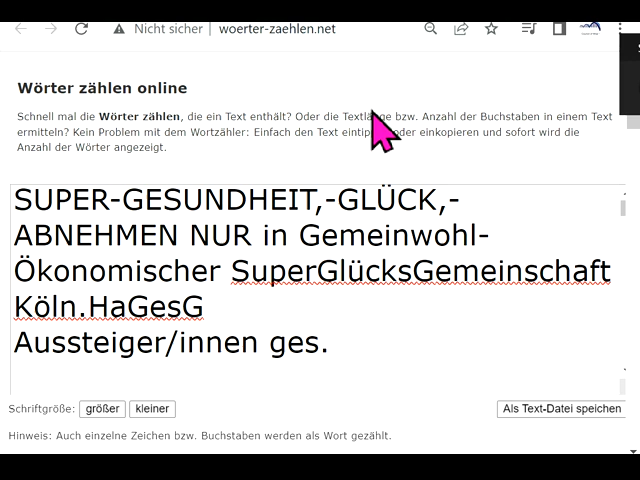 Nicht sicher | woerter-zaehlen.net
Wörter zählen online
Schnell mal die Wörter zählen, die ein Text enthält? Oder die Textlänge bzw. Anzahl der Buchstaben in einem Text
ermitteln? Kein Problem mit dem Wortzähler: Einfach den Text eintippen oder einkopieren und sofort wird die
Anzahl der Wörter angezeigt.
SUPER-GESUNDHEIT,-GLÜCK,-
ABNEHMEN NUR in Gemeinwohl-
Ökonomischer SuperGlücksGemeinschaft
Köln.HaGesG
Aussteiger/innen ges.
Schriftgröße: größer kleiner Als Text-Datei speichen
Hinweis: Auch einzelne Zeichen bzw. Buchstaben werden als Wort gezählt.